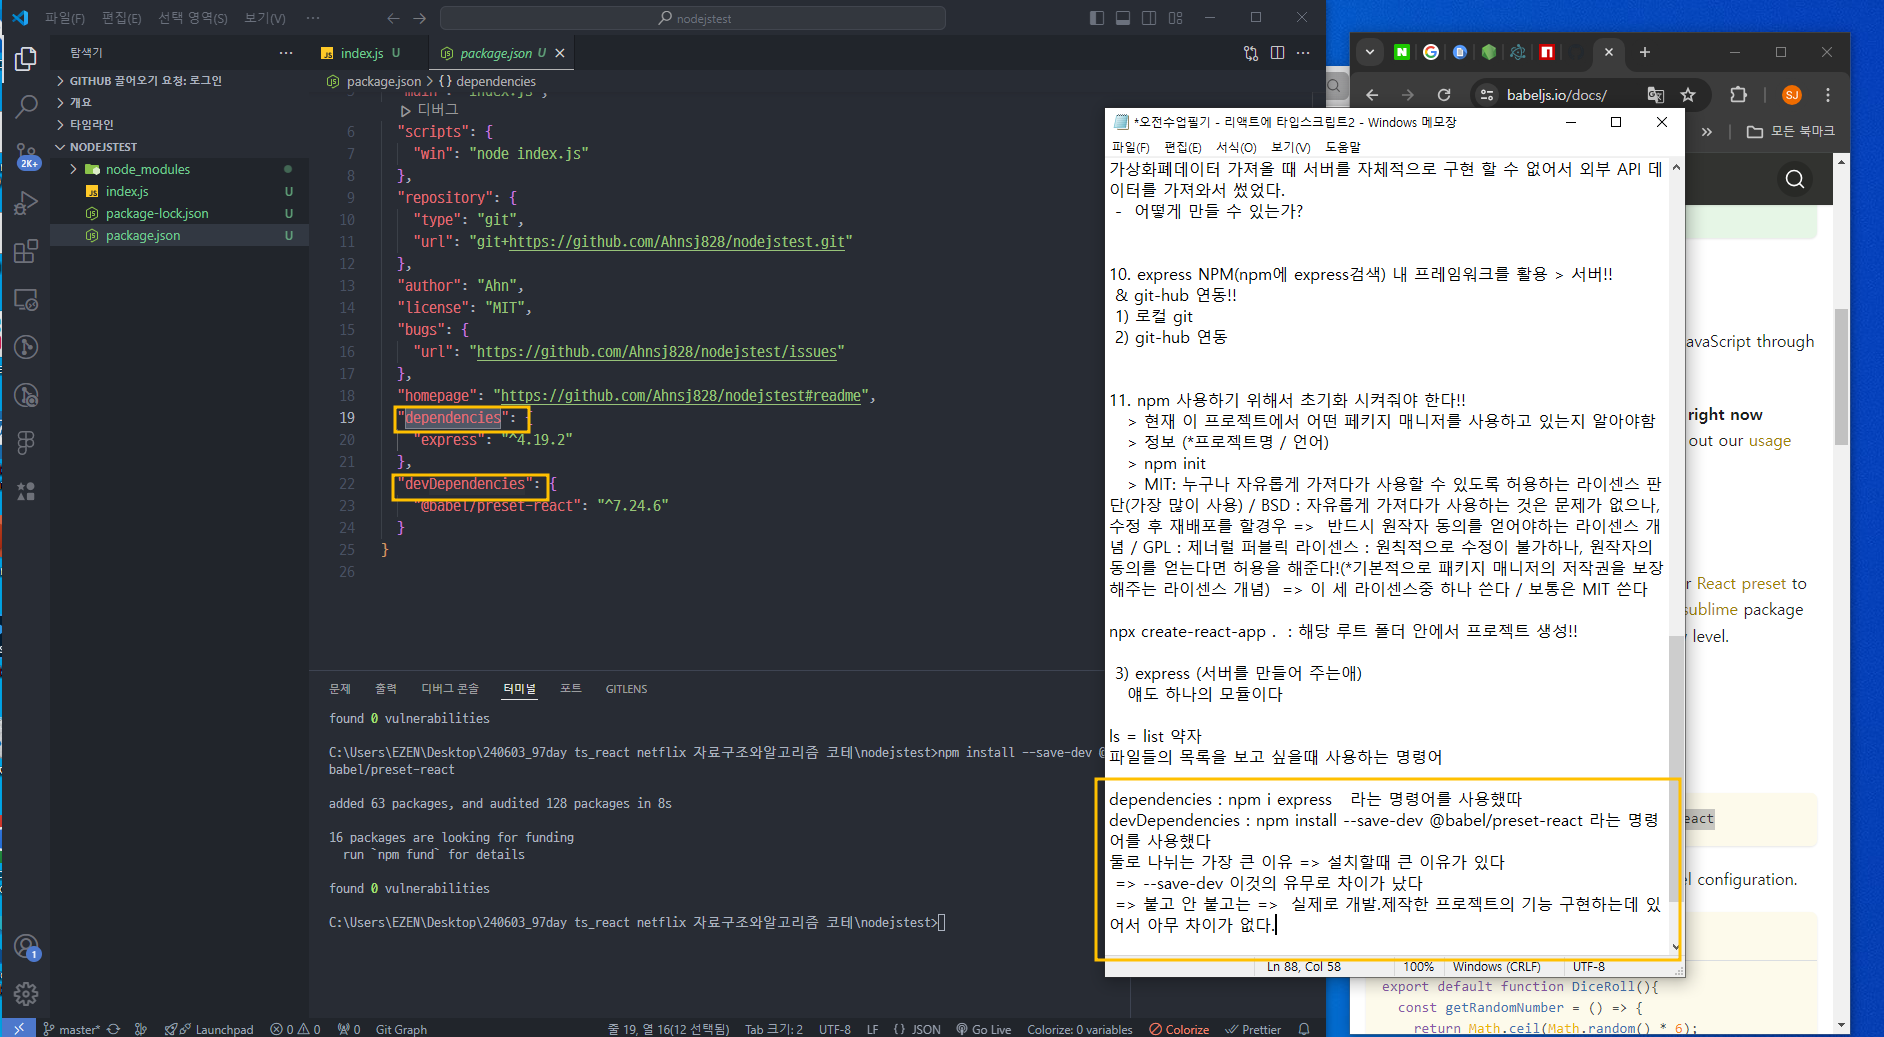 파일(F) 편집(E) 선택 영역(S) 보기(V) ···
nodejstest
탐색기
GITHUB 끌어오기 요청: 로그인
개요
타임라인
NODEJSTEST
node_modules
index.js U
package-lock.json U
package.json U
2K+
1
index.js U
package.json U
package.json > {} dependencies
디버그
6 "scripts": {
7 "win": "node index.js"
8 },
9 "repository": {
10 "type": "git",
11 "url": "git+https://github.com/Ahnsj828/nodejstest.git"
12 },
13 "author": "Ahn",
14 "license": "MIT",
15 "bugs": {
16 "url": "https://github.com/Ahnsj828/nodejstest/issues"
17 },
18 "homepage": "https://github.com/Ahnsj828/nodejstest#readme",
19 "dependencies": {
20 "express": "^4.19.2"
21 },
22 "devDependencies": {
23 "@babel/preset-react": "^7.24.6"
24 }
25 }
26
문제 출력 디버그 콘솔 터미널 포트 GITLENS
found 0 vulnerabilities
C:\Users\EZEN\Desktop\240603_97day ts_react netflix 자료구조와알고리즘 코테\nodejstest>npm install --save-dev @
babel/preset-react
added 63 packages, and audited 128 packages in 8s
16 packages are looking for funding
run `npm fund` for details
found 0 vulnerabilities
C:\Users\EZEN\Desktop\240603_97day ts_react netflix 자료구조와알고리즘 코테\nodejstest>
master* Launchpad 0 0 0 Git Graph 줄 19, 열 16(12 선택됨) Tab 크기: 2 UTF-8 LF {} JSON Go Live Colorize: 0 variables Colorize Prettier
babeljs.io/docs/
SJ
모든 북마크
*오전수업필기 - 리액트에 타입스크립트2 - Windows 메모장
파일(F) 편집(E) 서식(O) 보기(V) 도움말
가상화폐데이터 가져올 때 서버를 자체적으로 구현 할 수 없어서 외부 API 데
이터를 가져와서 썼었다.
- 어떻게 만들 수 있는가?
10. express NPM(npm에 express검색) 내 프레임워크를 활용 > 서버!!
& git-hub 연동!!
1) 로컬 git
2) git-hub 연동
11. npm 사용하기 위해서 초기화 시켜줘야 한다!!
> 현재 이 프로젝트에서 어떤 페키지 매니저를 사용하고 있는지 알아야함
> 정보 (*프로젝트명 / 언어)
> npm init
> MIT: 누구나 자유롭게 가져다가 사용할 수 있도록 허용하는 라이센스 판
단(가장 많이 사용) / BSD : 자유롭게 가져다가 사용하는 것은 문제가 없으나,
수정 후 재배포를 할경우 => 반드시 원작자 동의를 얻어야하는 라이센스 개
념 / GPL : 제너럴 퍼블릭 라이센스 : 원칙적으로 수정이 불가하나, 원작자의
동의를 얻는다면 허용을 해준다!(*기본적으로 패키지 매니저의 저작권을 보장
해주는 라이센스 개념) => 이 세 라이센스중 하나 쓴다 / 보통은 MIT 쓴다
npx create-react-app . : 해당 루트 폴더 안에서 프로젝트 생성!!
3) express (서버를 만들어 주는애)
얘도 하나의 모듈이다
ls = list 약자
파일들의 목록을 보고 싶을때 사용하는 명령어
dependencies : npm i express 라는 명령어를 사용했따
devDependencies : npm install --save-dev @babel/preset-react 라는 명령
어를 사용했다
둘로 나뉘는 가장 큰 이유 => 설치할때 큰 이유가 있다
=> --save-dev 이것의 유무로 차이가 났다
=> 붙고 안 붙고는 => 실제로 개발.제작한 프로젝트의 기능 구현하는데 있
어서 아무 차이가 없다.
Ln 88, Col 58 100% Windows (CRLF) UTF-8
avaScript through
right now
out our usage
React preset to
sublime package
level.
eact
configuration.
export default function DiceRoll(){
const getRandomNumber = () => {
return Math.ceil(Math.random() * 6);